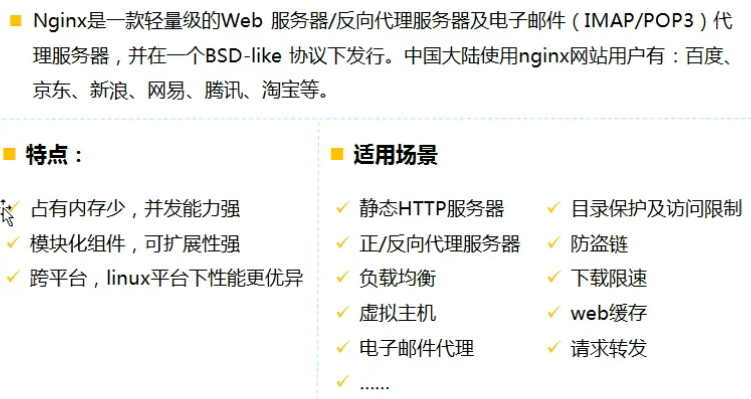 Nginx是一款轻量级的Web 服务器/反向代理服务器及电子邮件（IMAP/POP3）代
理服务器，并在一个BSD-like 协议下发行。中国大陆使用nginx网站用户有：百度、
京东、新浪、网易、腾讯、淘宝等。
特点：
占有内存少，并发能力强
模块化组件，可扩展性强
跨平台，linux平台下性能更优异
适用场景
静态HTTP服务器
正/反向代理服务器
负载均衡
虚拟主机
电子邮件代理
......
目录保护及访问限制
防盗链
下载限速
web缓存
请求转发